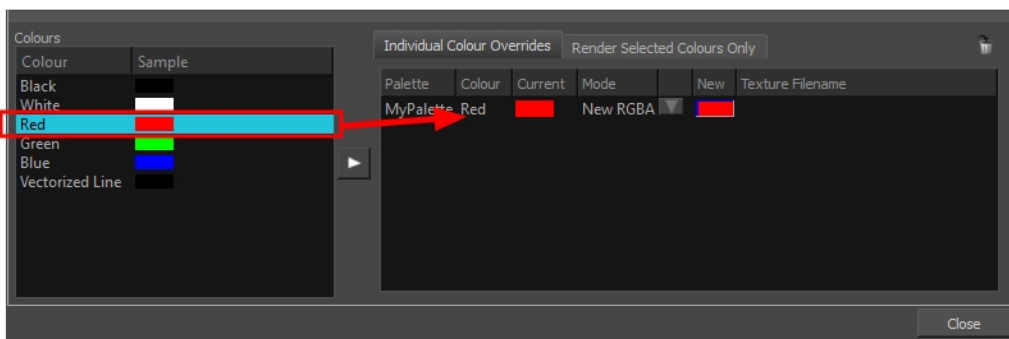 Colours
Colour Sample
Black
White
Red
Green
Blue
Vectorized Line
Individual Colour Overrides Render Selected Colours Only
Palette Colour Current Mode New Texture Filename
MyPalette Red New RGBA
Close